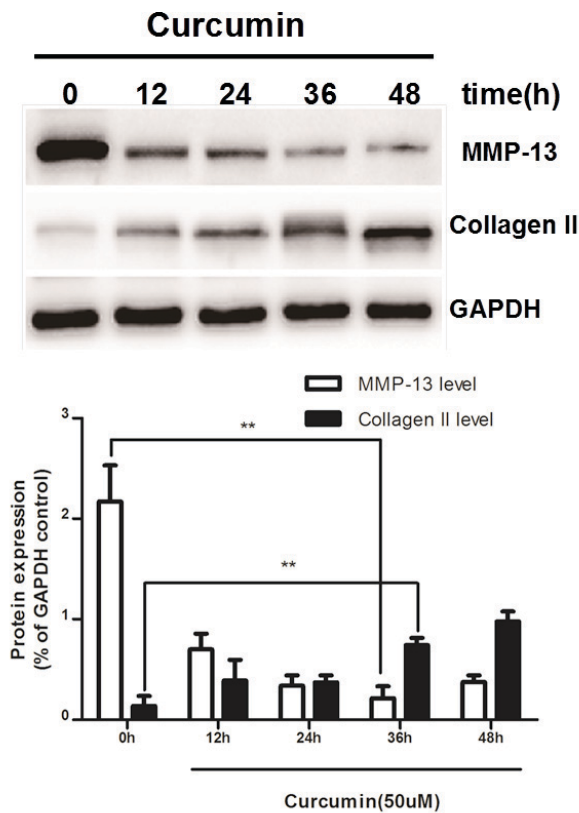 Curcumin
0 12 24 36 48 time(h)
MMP-13
Collagen II
GAPDH
MMP-13 level
Collagen II level
Protein expression
(% of GAPDH control)
3
2
1
0
**
**
0h 12h 24h 36h 48h
Curcumin(50uM)